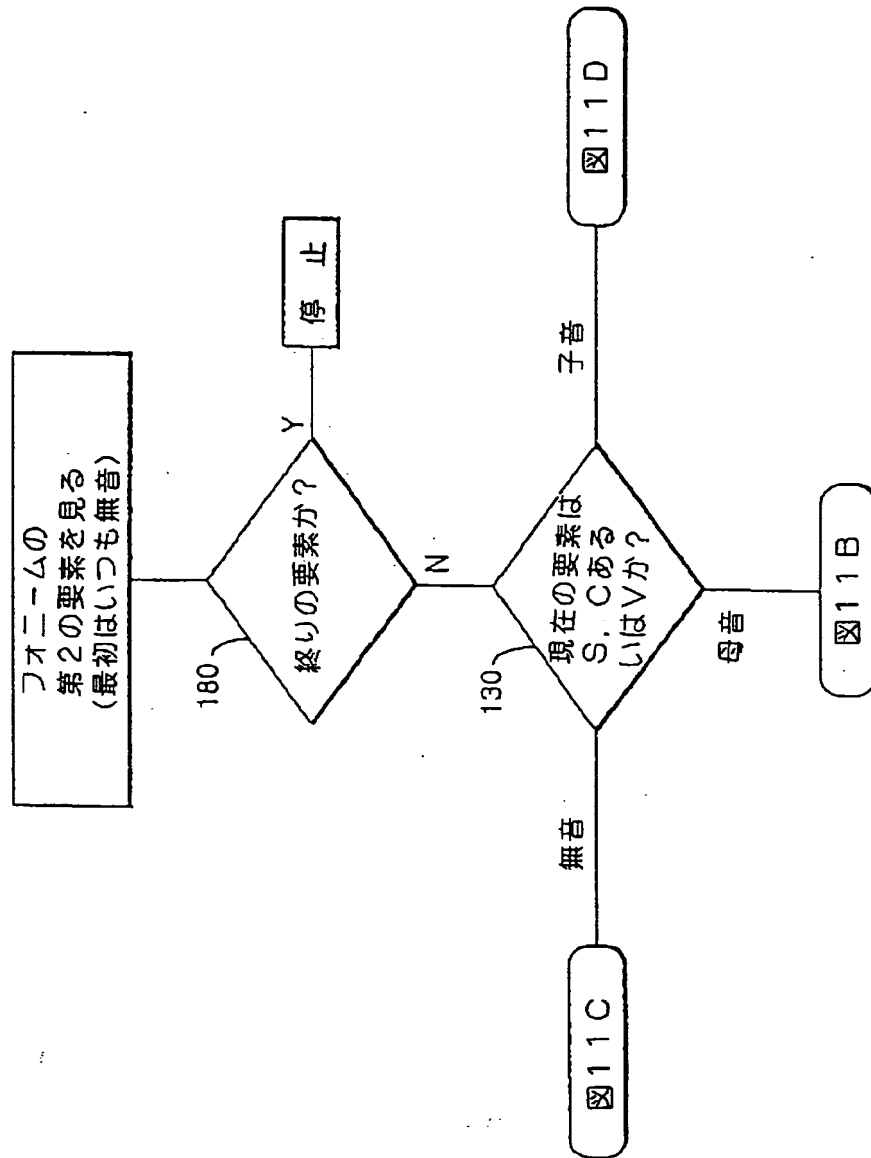 フォニームの
第2の要素を見る
(最初はいつも無音)
180
終りの要素か?
Y
停 止
N
130
現在の要素は
S, Cある
いはVか?
無音
子音
母音
図11C
図11D
図11B